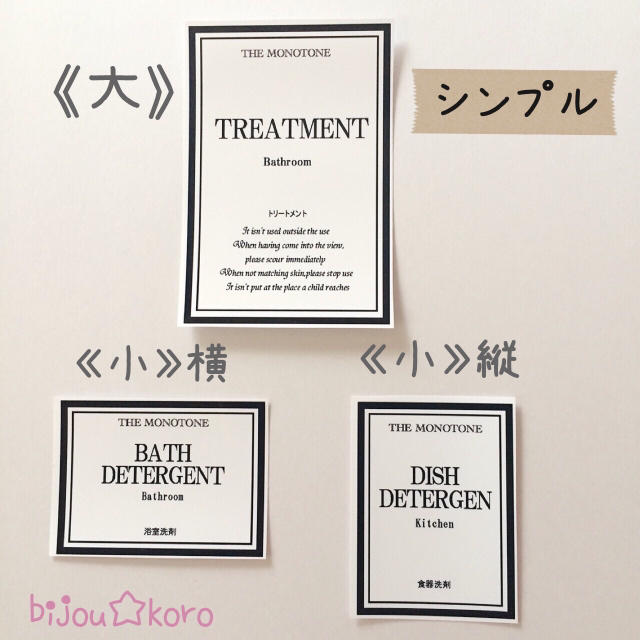 《大》
シンプル
THE MONOTONE
TREATMENT
Bathroom
トリートメント
It isn't used outside the use
When having come into the view,
please scour immediately
When not matching skin,please stop use
It isn't put at the place a child reaches
《小》横
《小》縦
THE MONOTONE
BATH
DETERGENT
Bathroom
浴室洗剤
THE MONOTONE
DISH
DETERGEN
Kitchen
食器洗剤
bijou☆koro